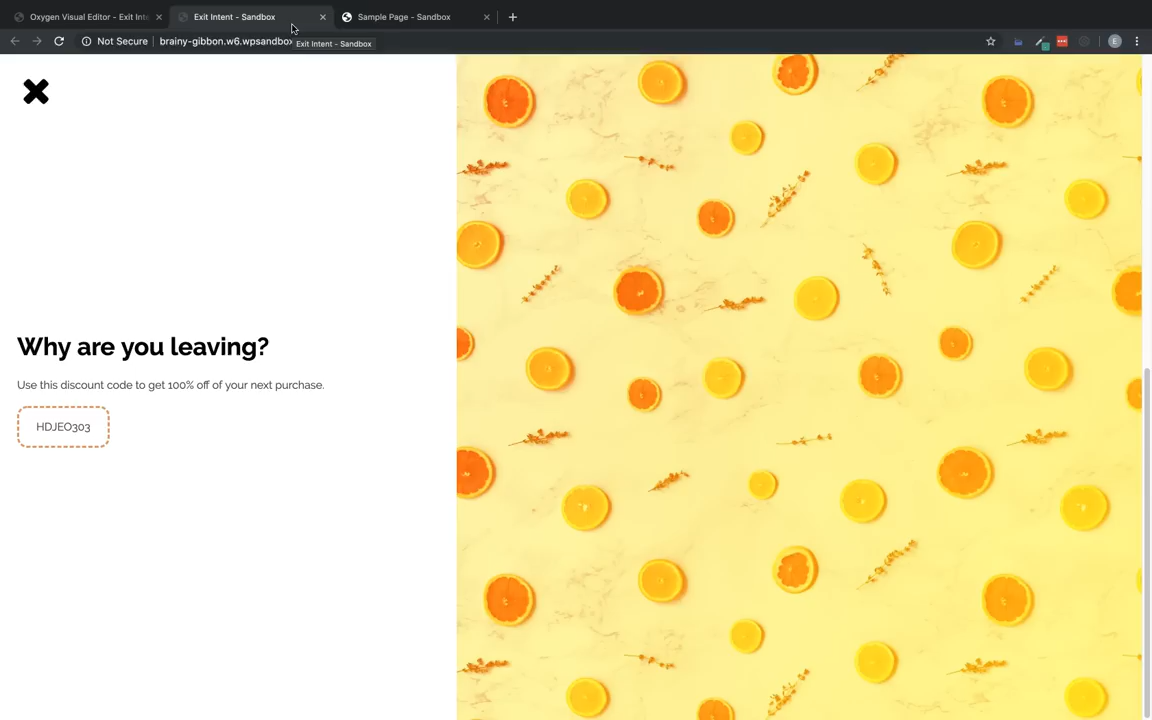 Oxygen Visual Editor - Exit Inte
Exit Intent - Sandbox
Sample Page - Sandbox
Not Secure
brainy-gibbon.w6.wpsandbox
Exit Intent - Sandbox
E
Why are you leaving?
Use this discount code to get 100% off of your next purchase.
HDJEO303